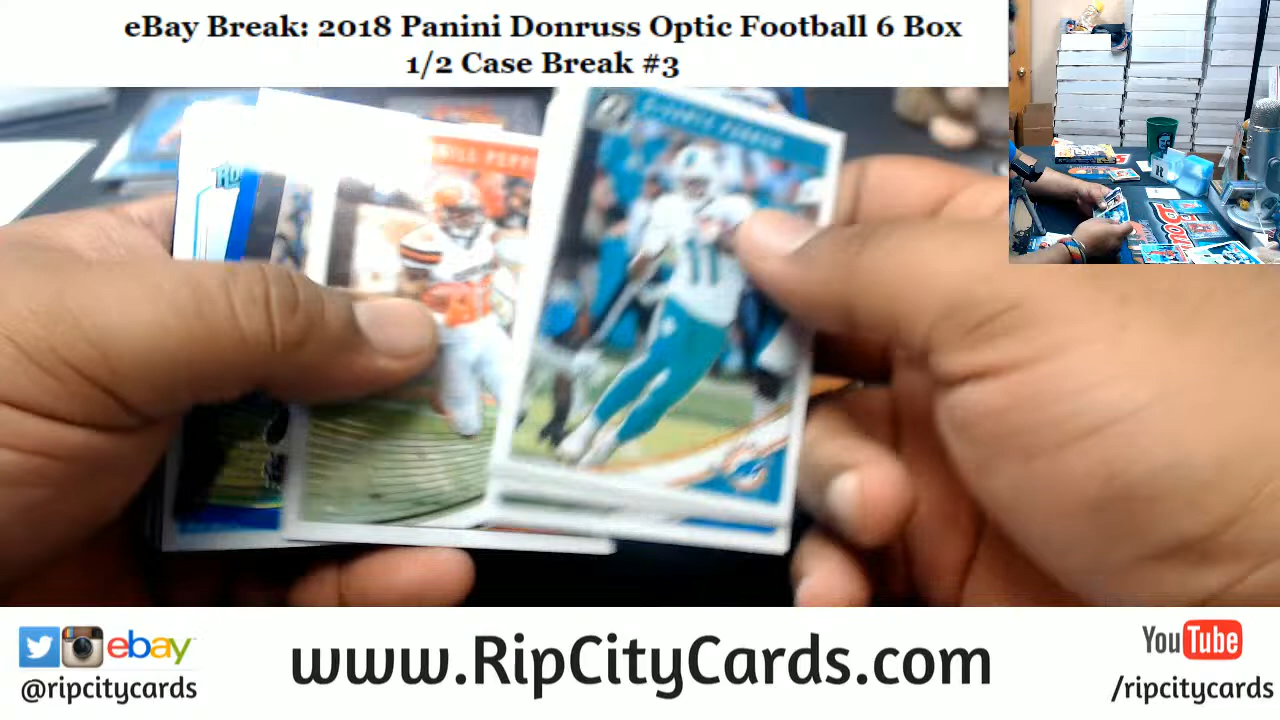 eBay Break: 2018 Panini Donruss Optic Football 6 Box
1/2 Case Break #3
11
ebay
@ripcitycards
www.RipCityCards.com
YouTube
/ripcitycards